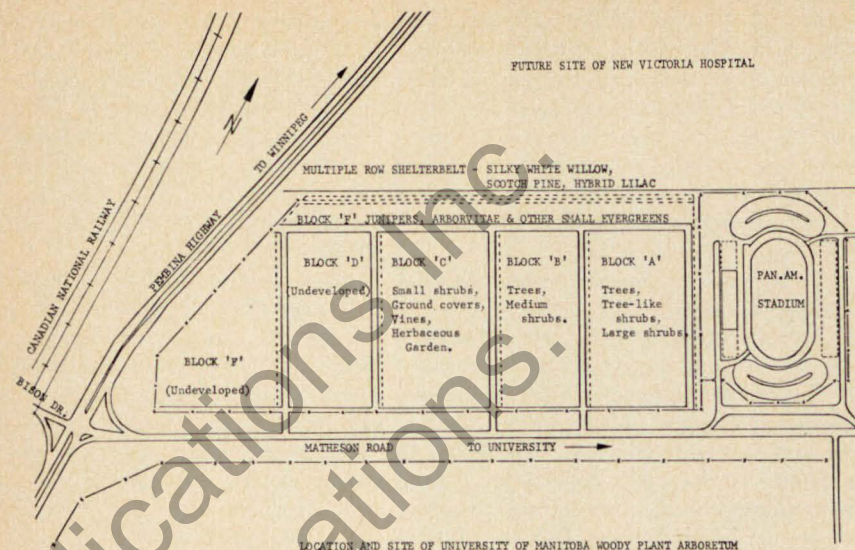 FUTURE SITE OF NEW VICTORIA HOSPITAL
N
TO WINNIPEG
CANADIAN NATIONAL RAILWAY
PEMBINA HIGHWAY
MULTIPLE ROW SHELTERBELT - SILKY WHITE WILLOW,
SCOTCH PINE, HYBRID LILAC
BLOCK 'F' JUNIPERS, ARBORVITAE & OTHER SMALL EVERGREENS
BLOCK 'D'
(Undeveloped)
BLOCK 'C'
Small shrubs,
Ground covers,
Vines,
Herbaceous
Garden.
BLOCK 'B'
Trees,
Medium
shrubs.
BLOCK 'A'
Trees,
Tree-like
shrubs,
Large shrubs.
PAN.AM.
STADIUM
BLOCK 'F'
(Undeveloped)
BISON DR.
MATHESON ROAD TO UNIVERSITY
LOCATION AND SITE OF UNIVERSITY OF MANITOBA WOODY PLANT ARBORETUM
lications Inc.
ations.